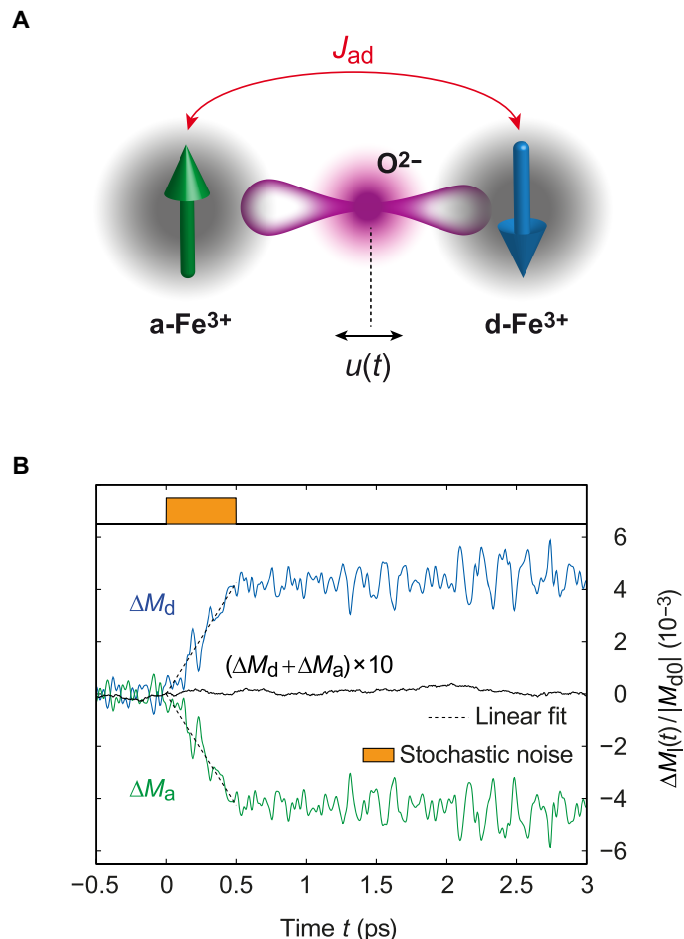 A
J_ad
O²⁻
a-Fe³⁺
d-Fe³⁺
u(t)
B
6
ΔM_d
4
2
(ΔM_d + ΔM_a) × 10
0
Linear fit
−2
Stochastic noise
ΔM_a
−4
−6
ΔM_l(t) / |M_d0| (10⁻³)
−0.5 0 0.5 1 1.5 2 2.5 3
Time t (ps)